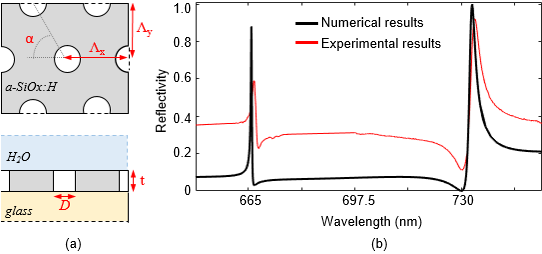 α
Λy
Λx
a-SiOx:H
H2O
t
D
glass
(a)
Reflectivity
1.0
0.8
0.6
0.4
0.2
0
Numerical results
Experimental results
665
697.5
730
Wavelength (nm)
(b)